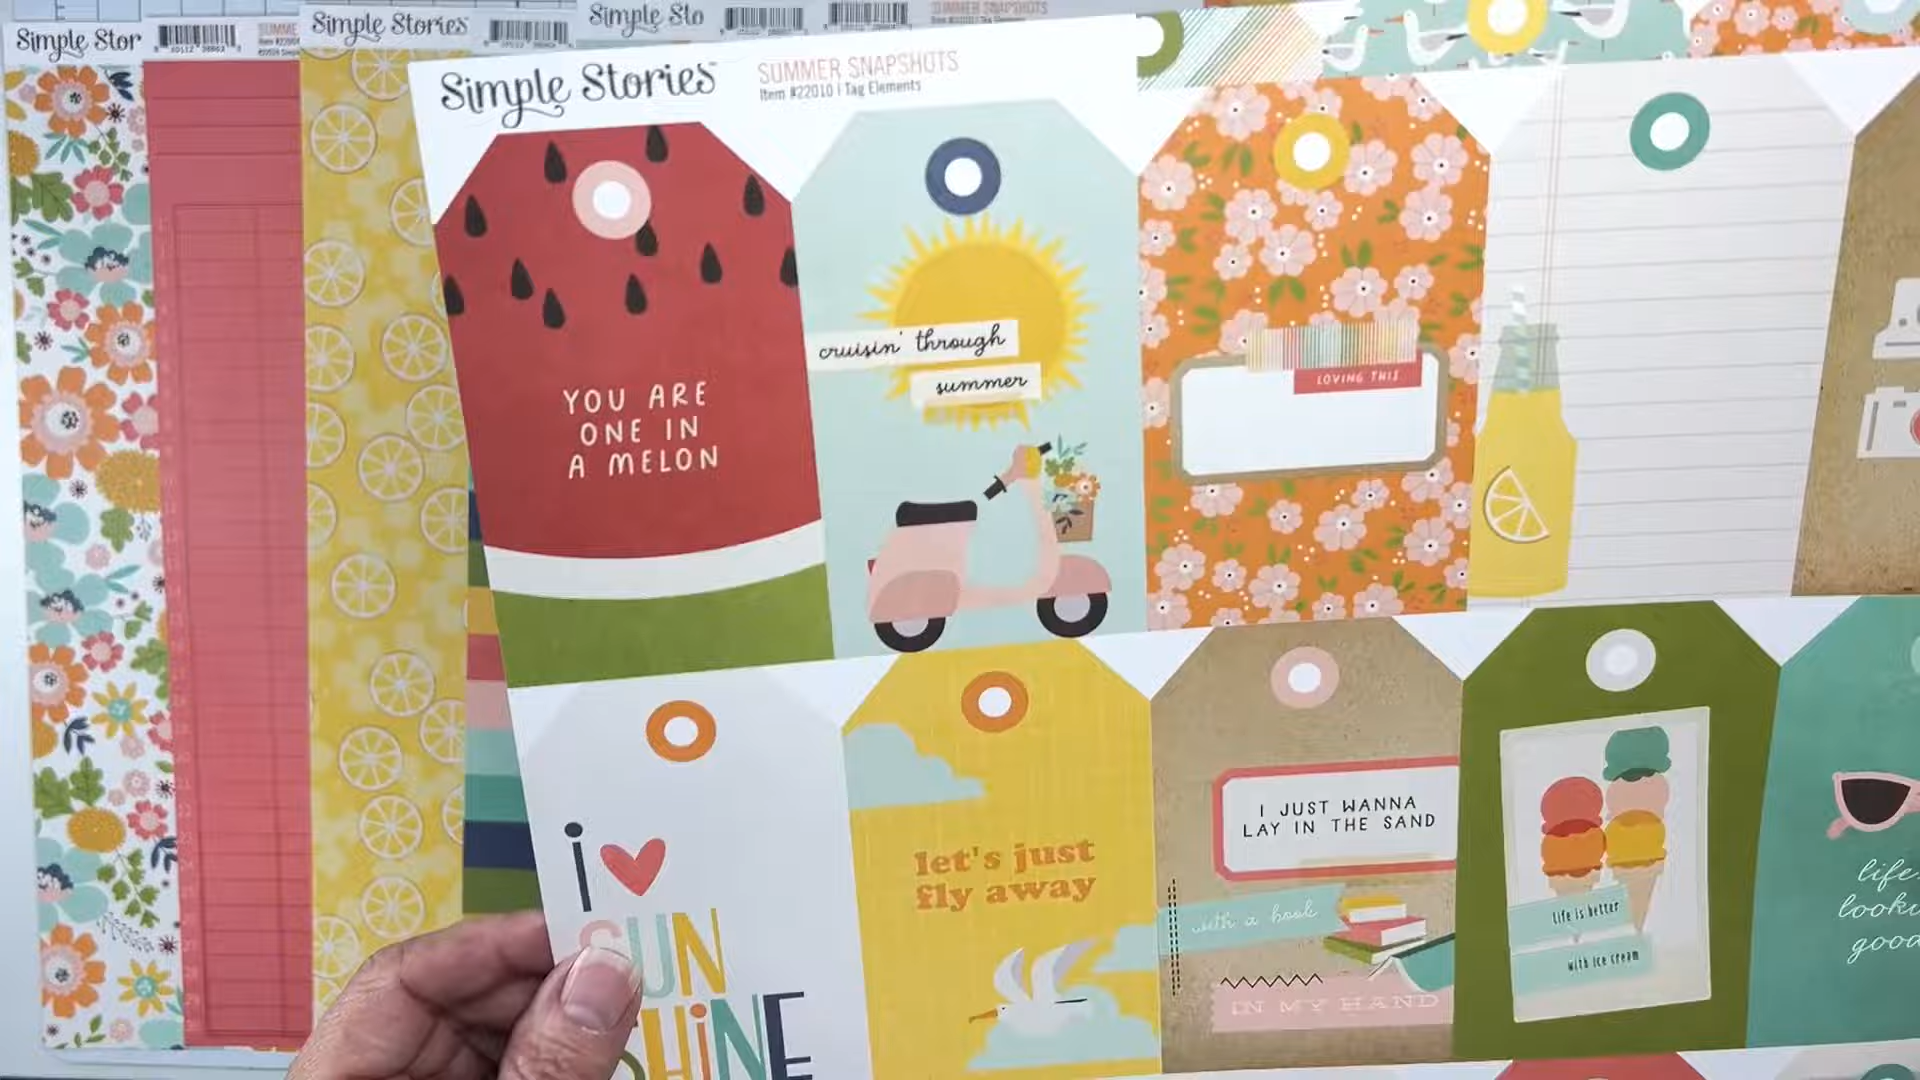 Simple Stor
SUMME
Simple Stories
Simple Sto
SUMMER SNAPSHOTS
Simple Stories
SUMMER SNAPSHOTS
Item #22010 | Tag Elements
YOU ARE
ONE IN
A MELON
cruisin' through
summer
LOVING THIS
i
SUN
SHINE
let's just
fly away
I JUST WANNA
LAY IN THE SAND
with a book
IN MY HAND
life is better
with ice cream
life
good